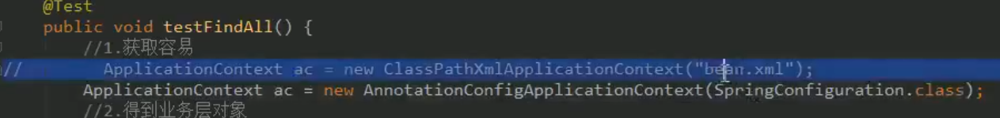 @Test
public void testFindAll() {
//1.获取容易
// ApplicationContext ac = new ClassPathXmlApplicationContext("bean.xml");
ApplicationContext ac = new AnnotationConfigApplicationContext(SpringConfiguration.class);
//2.得到业务层对象